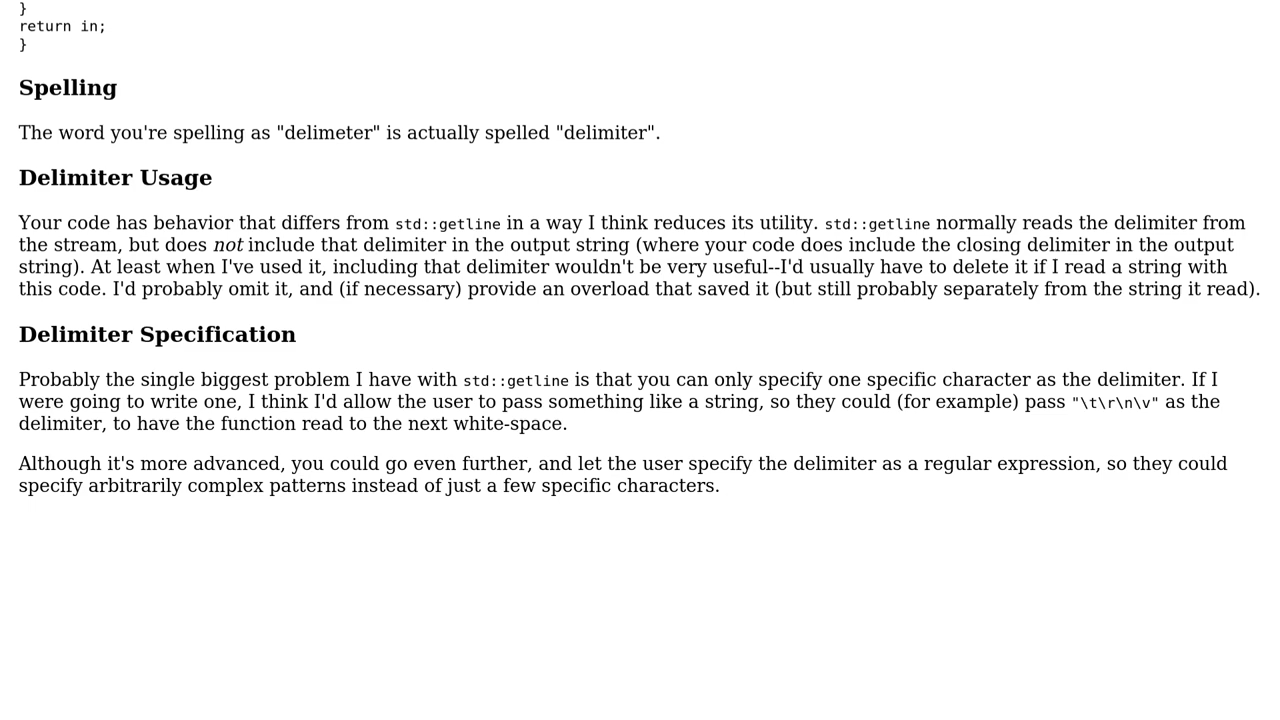 }
return in;
}
Spelling
The word you're spelling as "delimeter" is actually spelled "delimiter".
Delimiter Usage
Your code has behavior that differs from std::getline in a way I think reduces its utility. std::getline normally reads the delimiter from
the stream, but does not include that delimiter in the output string (where your code does include the closing delimiter in the output
string). At least when I've used it, including that delimiter wouldn't be very useful--I'd usually have to delete it if I read a string with
this code. I'd probably omit it, and (if necessary) provide an overload that saved it (but still probably separately from the string it read).
Delimiter Specification
Probably the single biggest problem I have with std::getline is that you can only specify one specific character as the delimiter. If I
were going to write one, I think I'd allow the user to pass something like a string, so they could (for example) pass "\t\r\n\v" as the
delimiter, to have the function read to the next white-space.
Although it's more advanced, you could go even further, and let the user specify the delimiter as a regular expression, so they could
specify arbitrarily complex patterns instead of just a few specific characters.